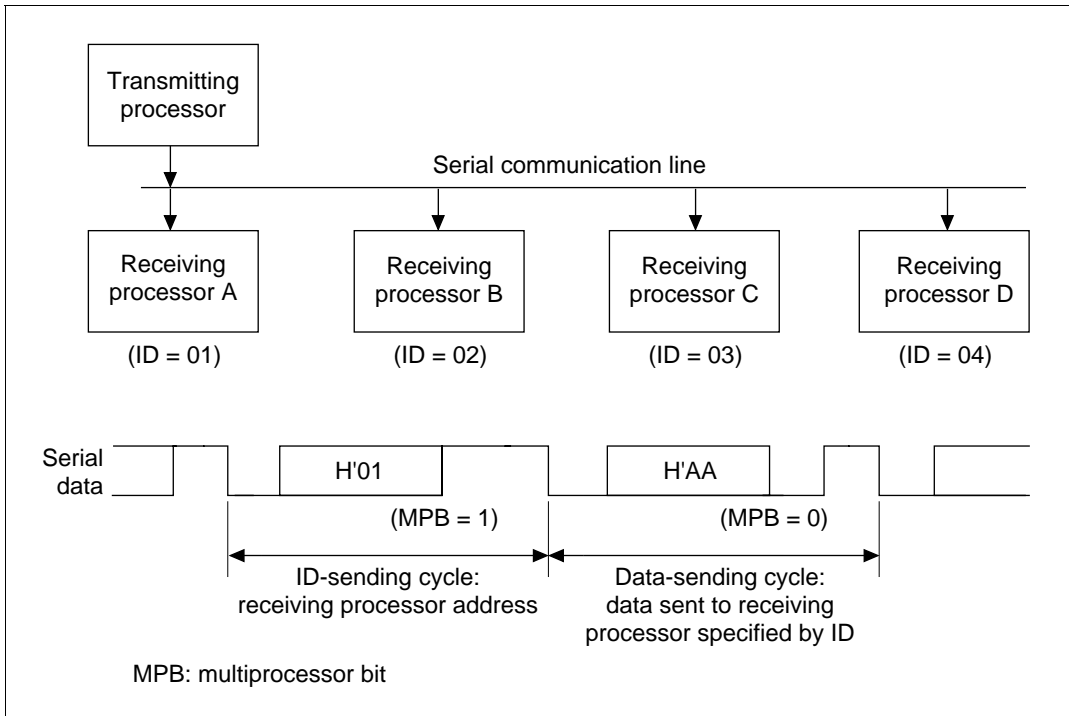 Transmitting
processor
Serial communication line
Receiving
processor A
Receiving
processor B
Receiving
processor C
Receiving
processor D
(ID = 01)
(ID = 02)
(ID = 03)
(ID = 04)
Serial
data
H'01
H'AA
(MPB = 1)
(MPB = 0)
ID-sending cycle:
receiving processor address
Data-sending cycle:
data sent to receiving
processor specified by ID
MPB: multiprocessor bit